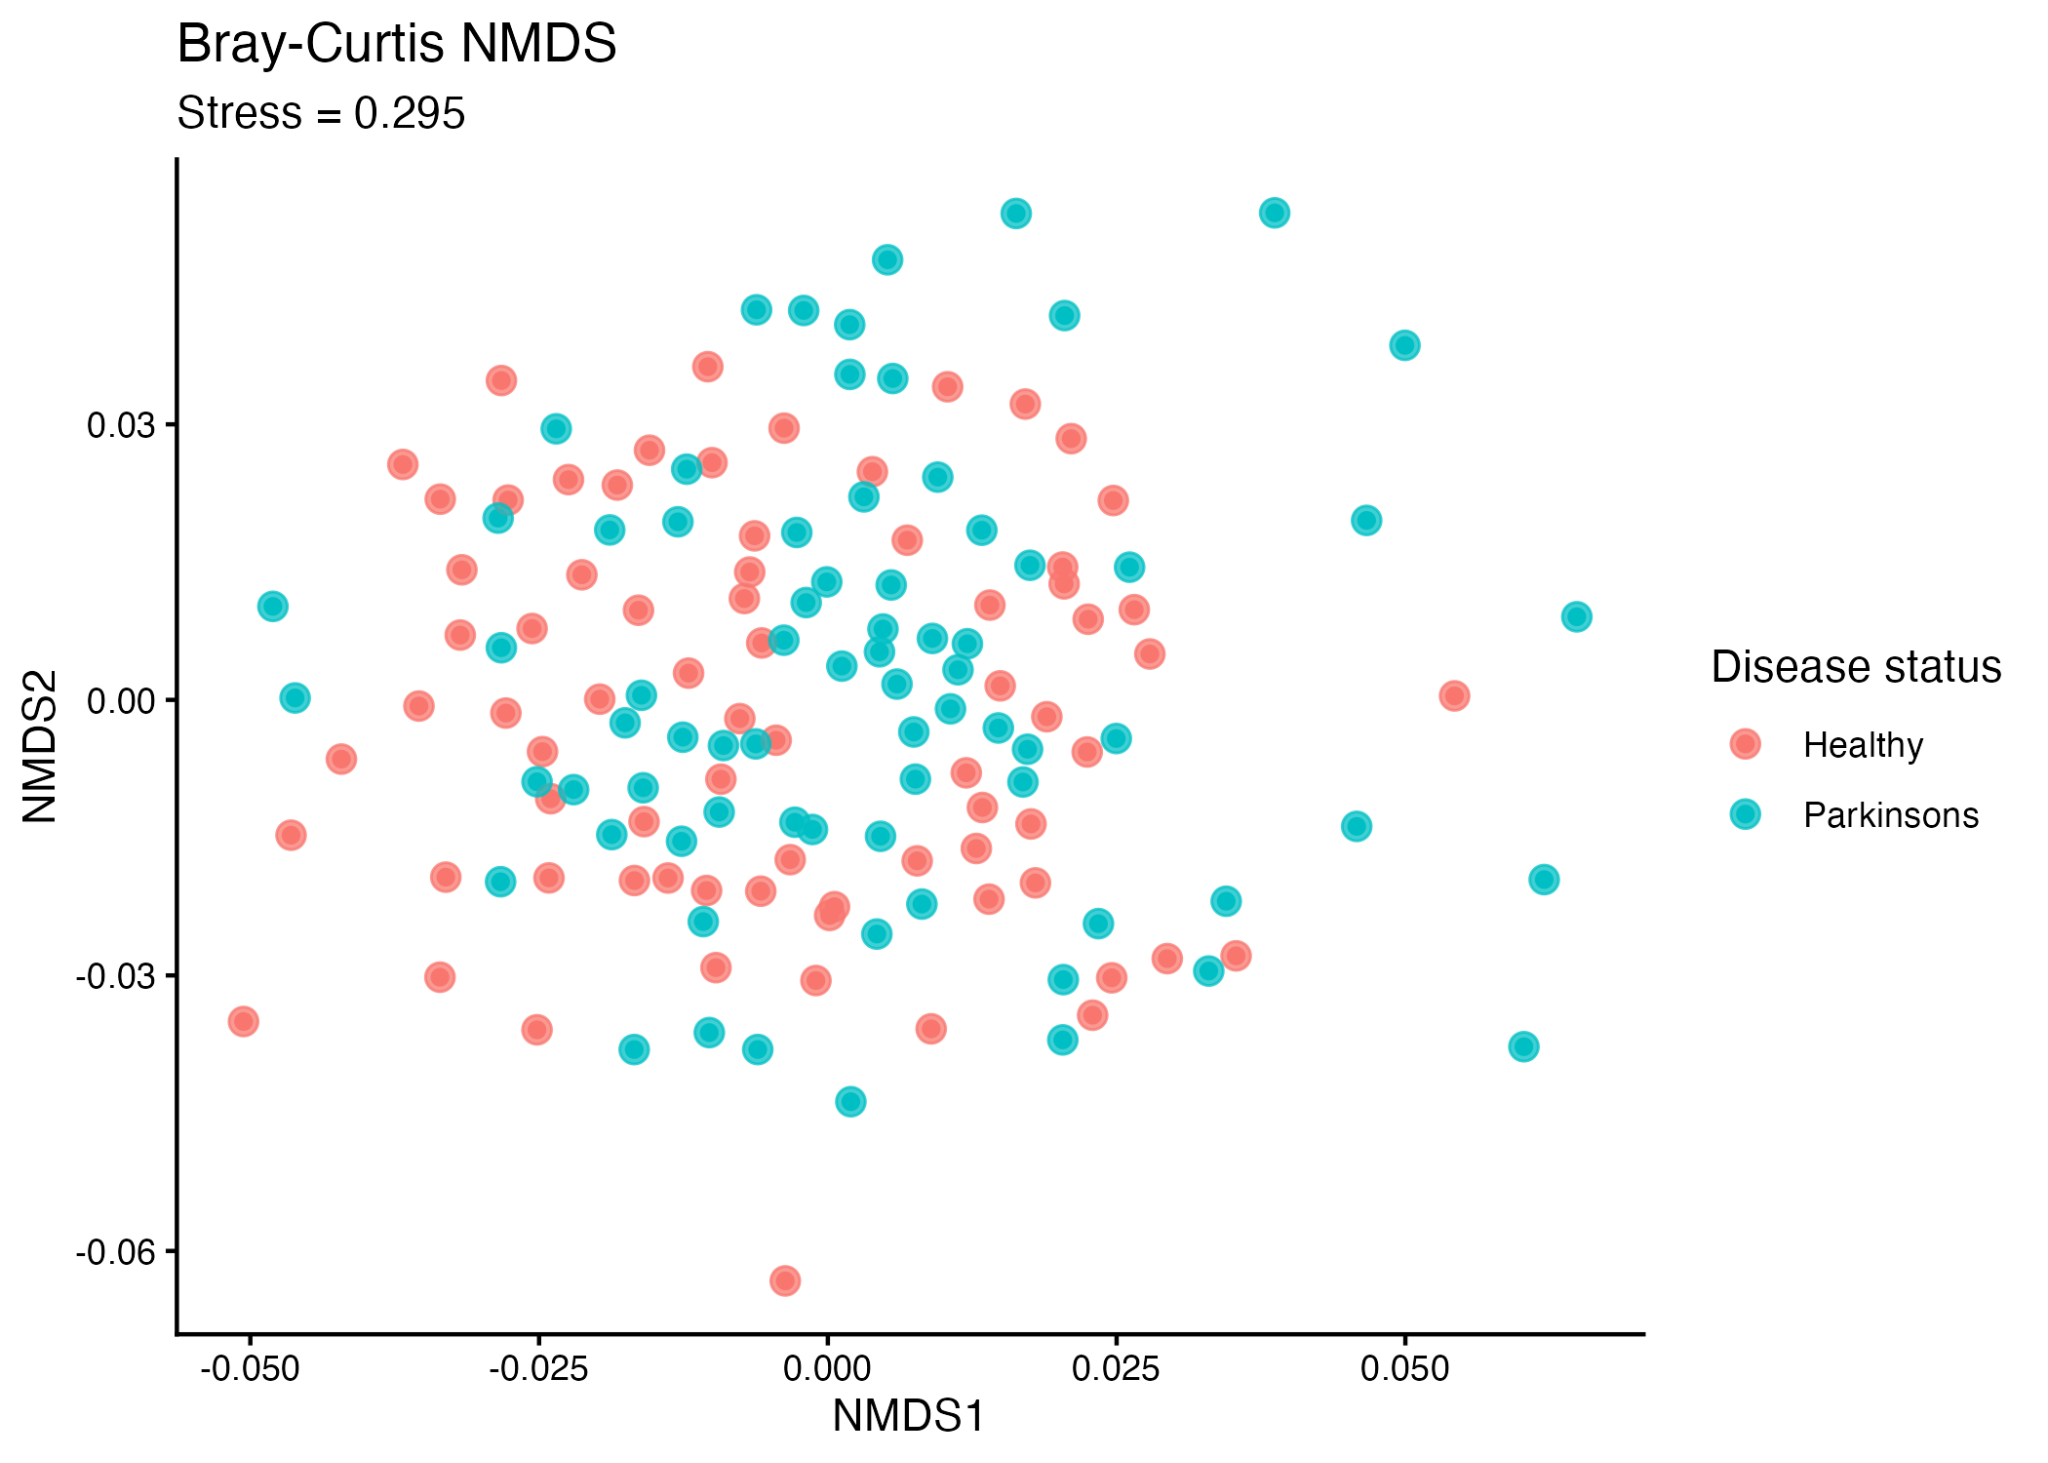 Bray-Curtis NMDS
Stress = 0.295
NMDS2
0.03
0.00
-0.03
-0.06
-0.050
-0.025
0.000
0.025
0.050
NMDS1
Disease status
Healthy
Parkinsons